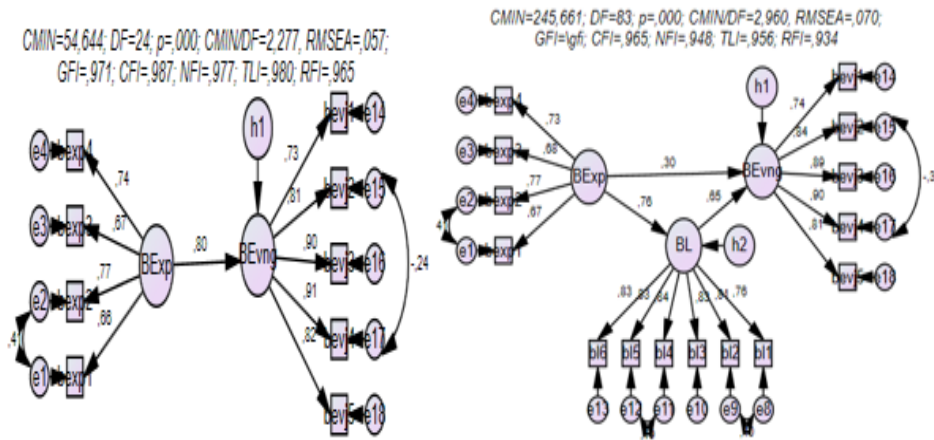 CMIN=54,644; DF=24; p=,000; CMIN/DF=2,277, RMSEA=,057;
GFI=,971; CFI=,987; NFI=,977; TLI=,980; RFI=,965
h1
e4
,74
,73
e14
e3
,67
,81
e15
BExp
,80
BEvng
,90
e16
-,24
e2
,77
,91
e17
,66
,82
e1
e18
CMIN=245,661; DF=83; p=,000; CMIN/DF=2,960, RMSEA=,070;
GFI=\gfi; CFI=,965; NFI=,948; TLI=,956; RFI=,934
h1
e14
e4
,73
,74
e3
,68
,84
e15
BExp
,30
BEvng
,89
e16
e2
,77
,90
e17
e1
,67
,76
,65
,81
e18
BL
h2
,83
,83
,84
,83
,81
,76
bl6
bl5
bl4
bl3
bl2
bl1
e13
e12
e11
e10
e9
e8